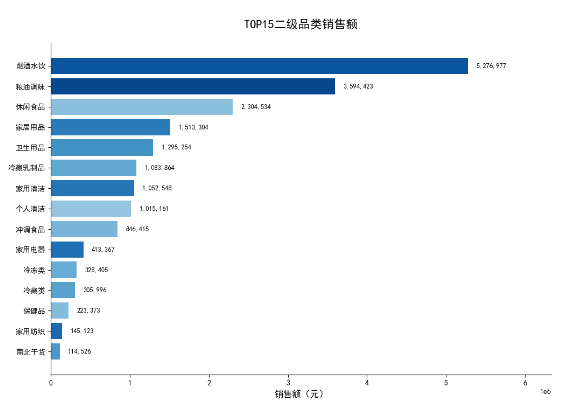 TOP15二级品类销售额
烟酒水饮 5,276,977
粮油调味 3,594,423
休闲食品 2,304,534
家居用品 1,513,304
卫生用品 1,295,254
冷藏乳制品 1,083,864
家用清洁 1,052,548
个人清洁 1,015,161
冲调食品 846,415
家用电器 413,367
冷冻类 328,405
冷藏类 305,996
保健品 223,373
家用纺织 145,123
南北干货 114,526
0 1 2 3 4 5 6
1e6
销售额（元）